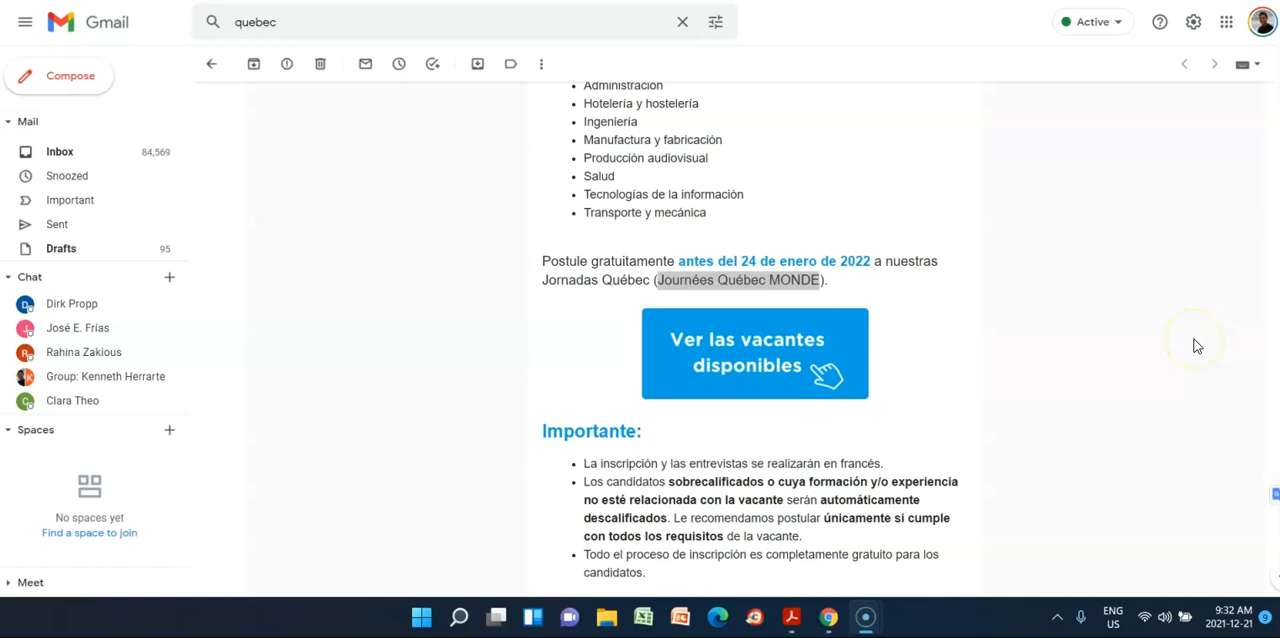 Gmail
quebec
Active
Compose
Mail
Inbox 84,569
Snoozed
Important
Sent
Drafts 95
Chat
Dirk Propp
José E. Frías
Rahina Zakious
Group: Kenneth Herrarte
Clara Theo
Spaces
No spaces yet
Find a space to join
Meet
Administración
Hotelería y hostelería
Ingeniería
Manufactura y fabricación
Producción audiovisual
Salud
Tecnologías de la información
Transporte y mecánica
Postule gratuitamente antes del 24 de enero de 2022 a nuestras
Jornadas Québec (Journées Québec MONDE).
Ver las vacantes
disponibles
Importante:
La inscripción y las entrevistas se realizarán en francés.
Los candidatos sobrecalificados o cuya formación y/o experiencia
no esté relacionada con la vacante serán automáticamente
descalificados. Le recomendamos postular únicamente si cumple
con todos los requisitos de la vacante.
Todo el proceso de inscripción es completamente gratuito para los
candidatos.
ENG
US
9:32 AM
2021-12-21